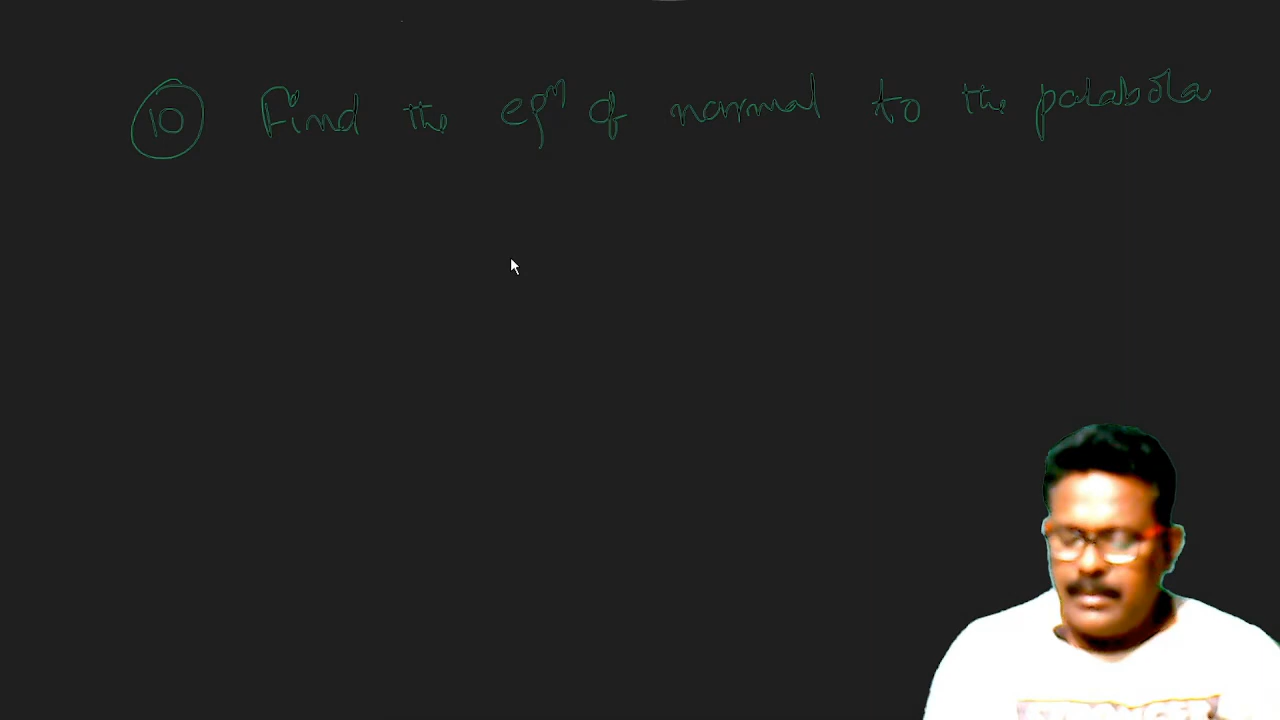 10 Find the eqn of normal to the parabola